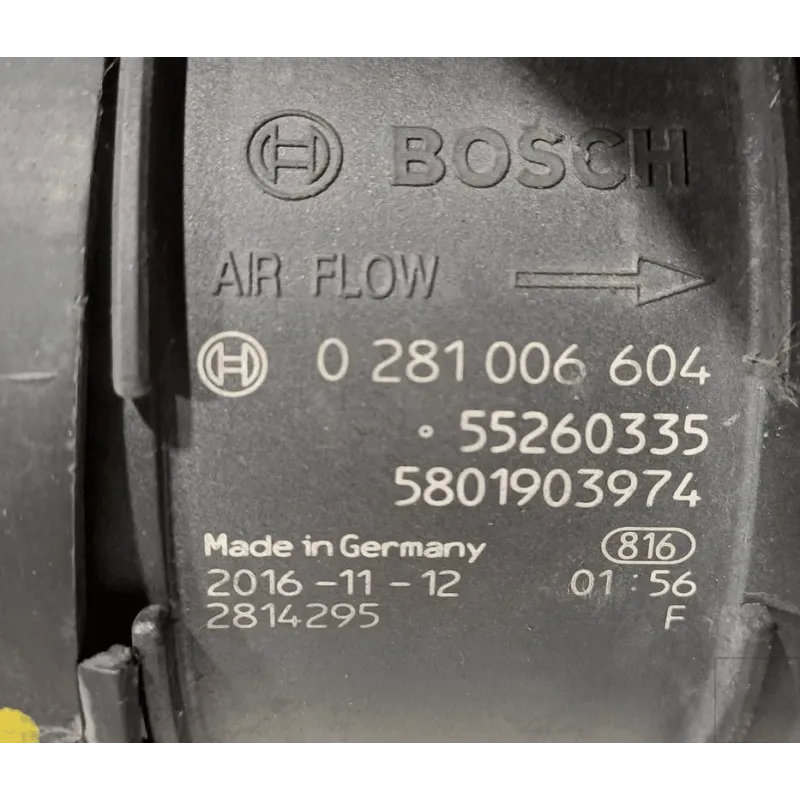 BOSCH
AIR FLOW
0 281 006 604
55260335
5801903974
Made in Germany 816
2016-11-12 01:56
2814295 F